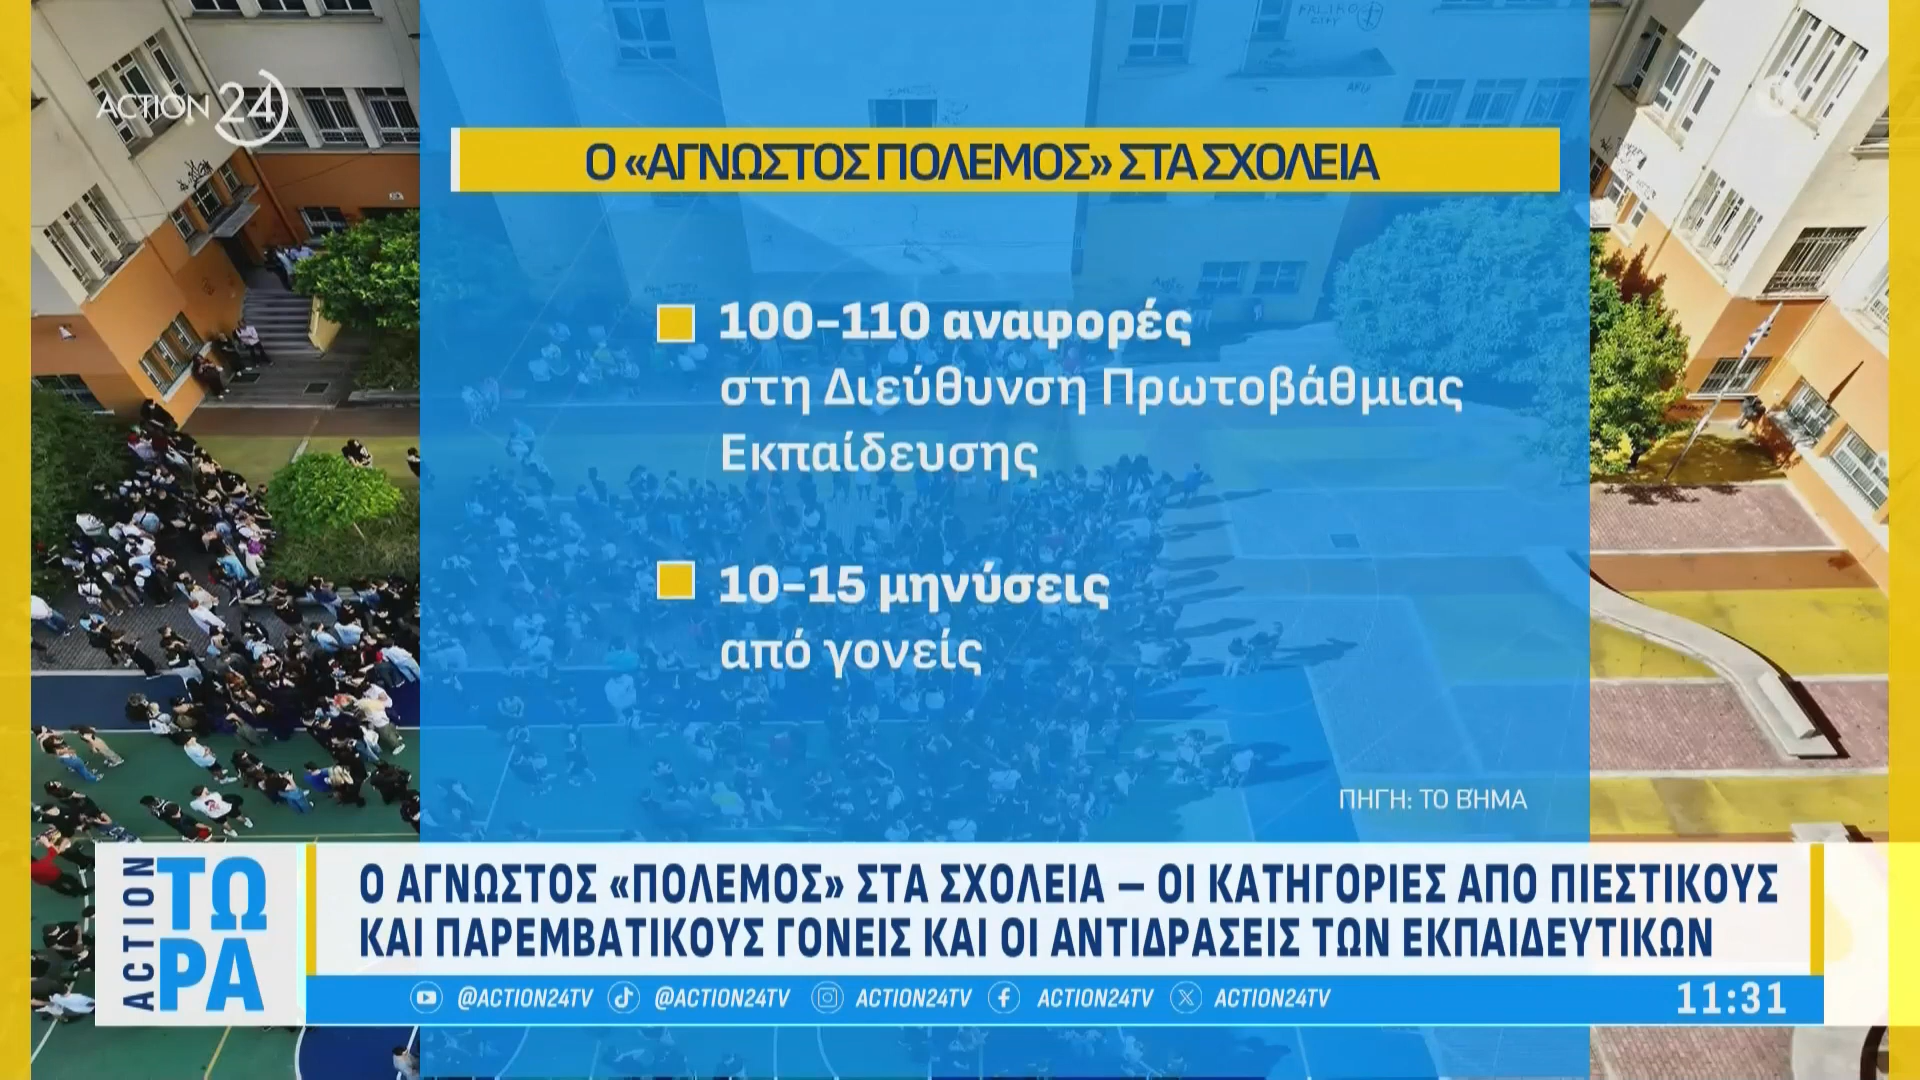 ACTION 24
Ο «ΑΓΝΩΣΤΟΣ ΠΟΛΕΜΟΣ» ΣΤΑ ΣΧΟΛΕΙΑ
100-110 αναφορές
στη Διεύθυνση Πρωτοβάθμιας
Εκπαίδευσης
10-15 μηνύσεις
από γονείς
ΠΗΓΗ: ΤΟ ΒΗΜΑ
ACTION
ΤΩ
ΡΑ
Ο ΑΓΝΩΣΤΟΣ «ΠΟΛΕΜΟΣ» ΣΤΑ ΣΧΟΛΕΙΑ – ΟΙ ΚΑΤΗΓΟΡΙΕΣ ΑΠΟ ΠΙΕΣΤΙΚΟΥΣ
ΚΑΙ ΠΑΡΕΜΒΑΤΙΚΟΥΣ ΓΟΝΕΙΣ ΚΑΙ ΟΙ ΑΝΤΙΔΡΑΣΕΙΣ ΤΩΝ ΕΚΠΑΙΔΕΥΤΙΚΩΝ
@ACTION24TV @ACTION24TV ACTION24TV ACTION24TV ACTION24TV
11:31